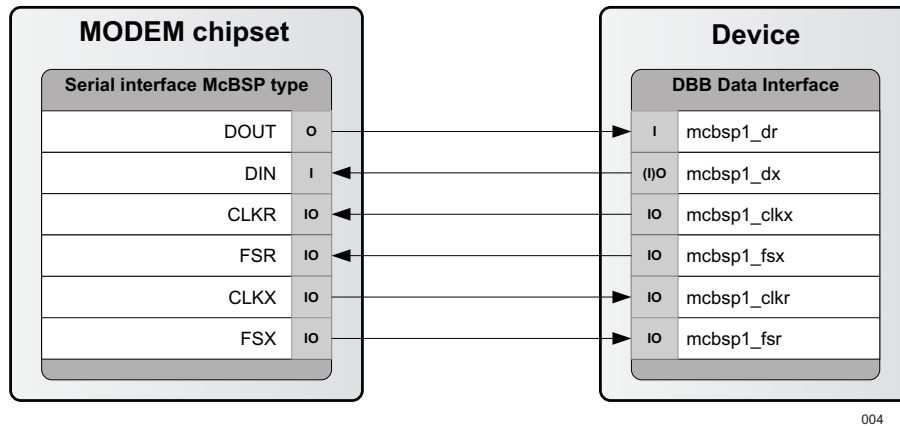 MODEM chipset
Device
Serial interface McBSP type
DBB Data Interface
DOUT O I mcbsp1_dr
DIN I (I)O mcbsp1_dx
CLKR IO IO mcbsp1_clkx
FSR IO IO mcbsp1_fsx
CLKX IO IO mcbsp1_clkr
FSX IO IO mcbsp1_fsr
004